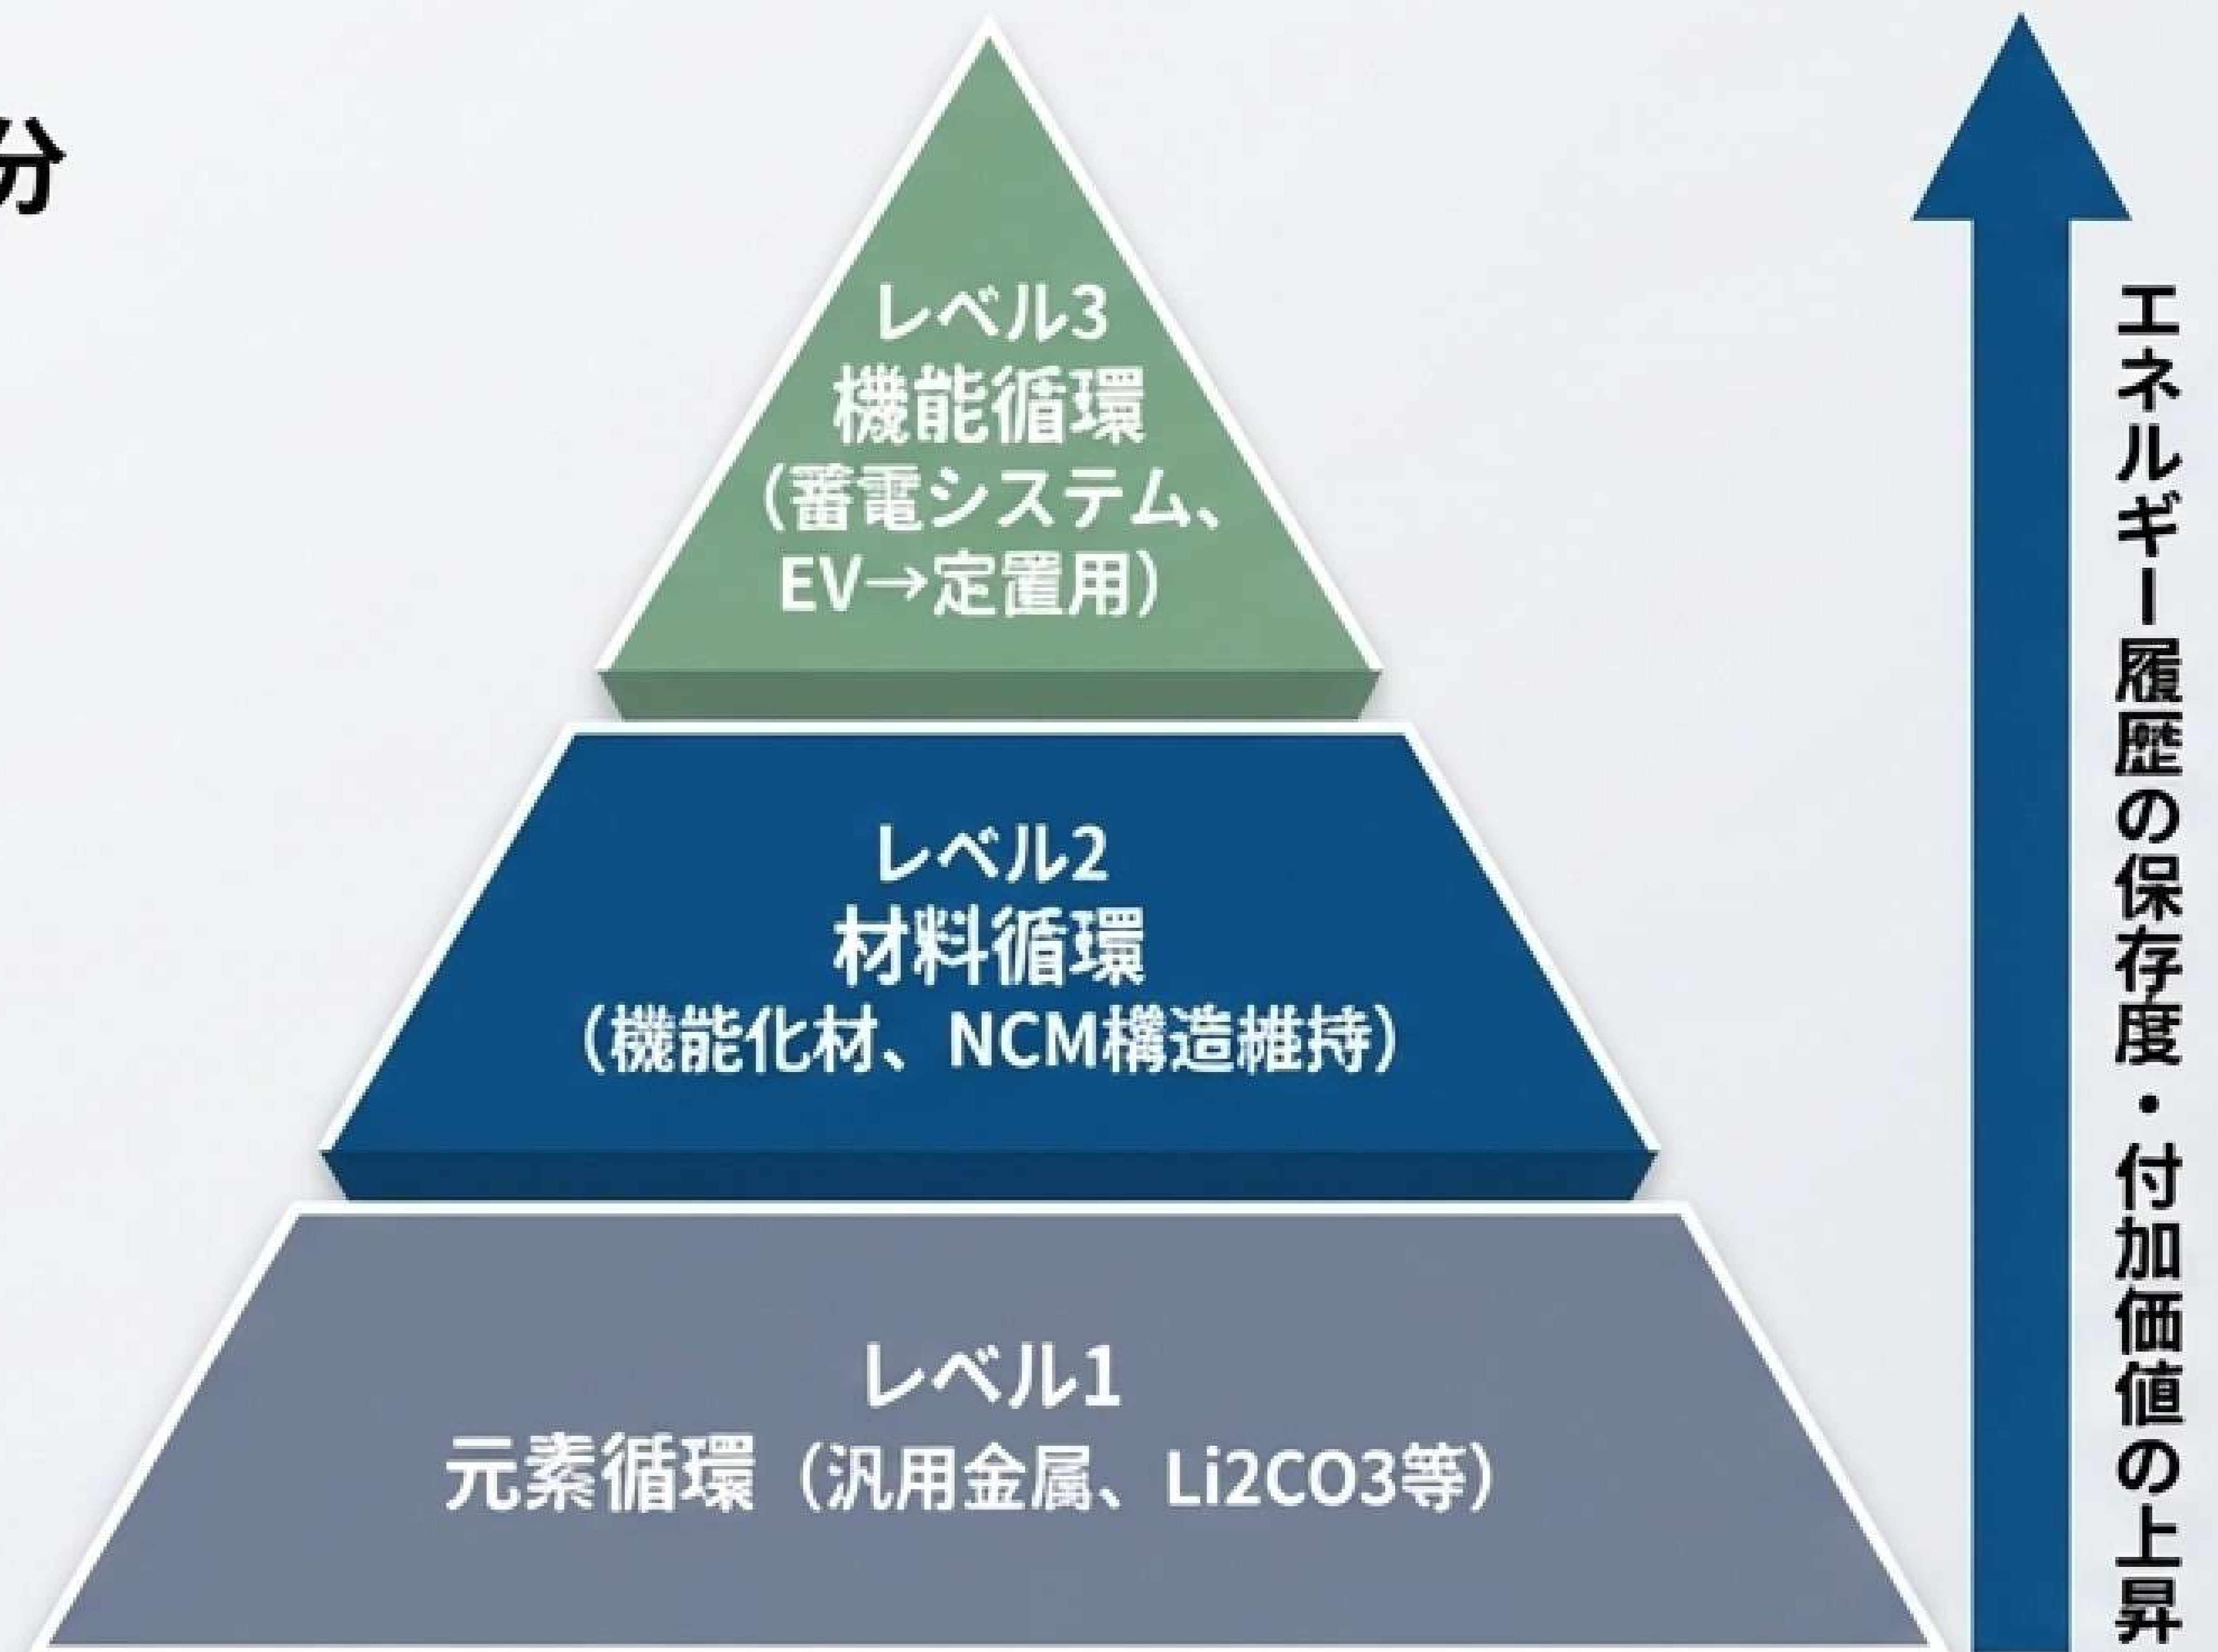 分
レベル3
機能循環
（蓄電システム、
EV→定置用）
レベル2
材料循環
（機能化材、NCM構造維持）
レベル1
元素循環（汎用金属、Li2CO3等）
エネルギー履歴の保存度・付加価値の上昇